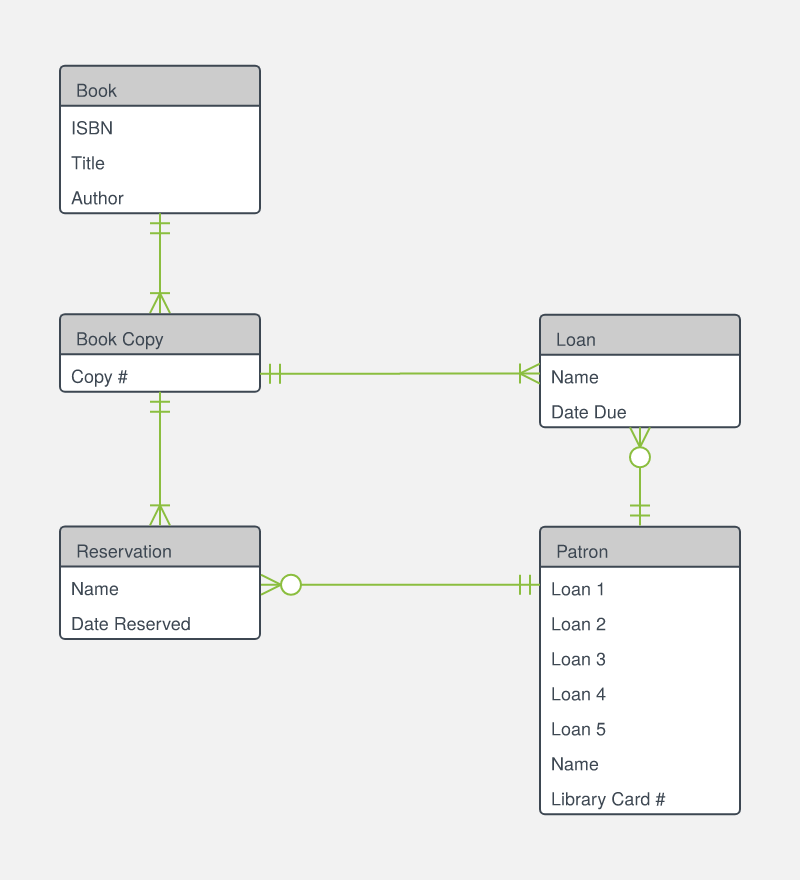 Book
ISBN
Title
Author
Book Copy
Copy #
Loan
Name
Date Due
Reservation
Name
Date Reserved
Patron
Loan 1
Loan 2
Loan 3
Loan 4
Loan 5
Name
Library Card #